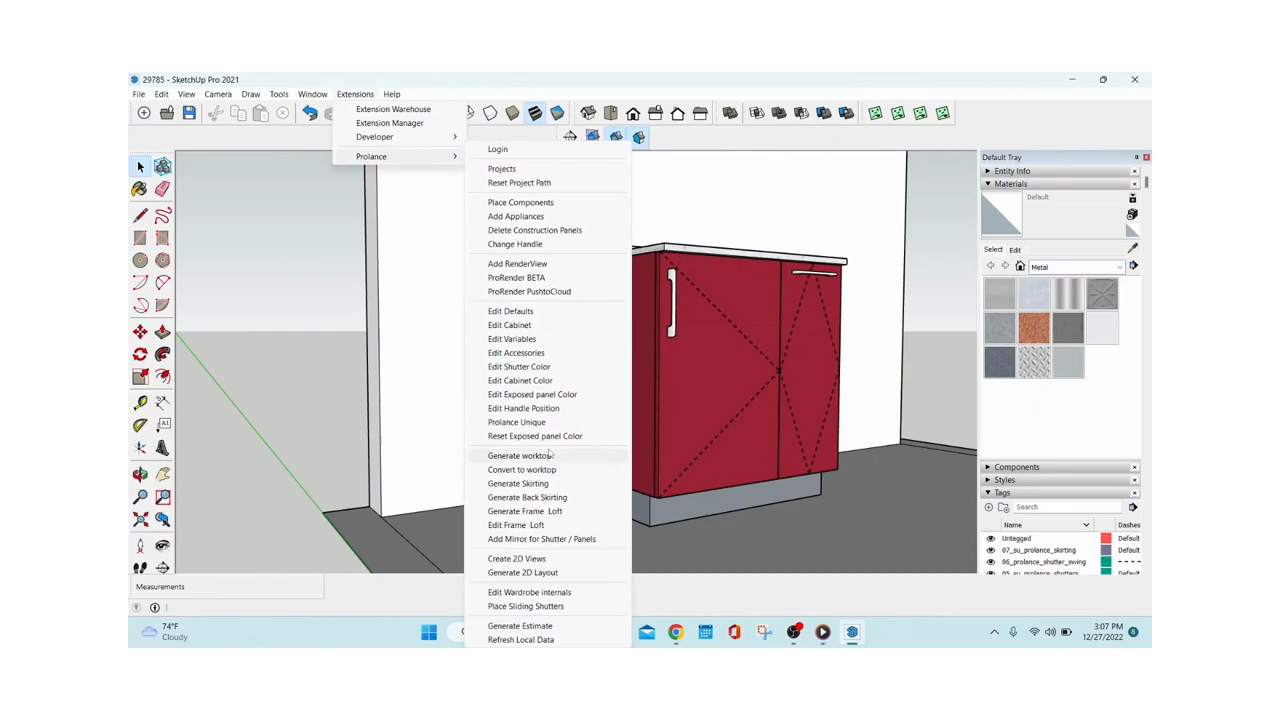 29785 - SketchUp Pro 2021
File Edit View Camera Draw Tools Window Extensions Help
Extension Warehouse
Extension Manager
Developer
Prolance
Login
Projects
Reset Project Path
Place Components
Add Appliances
Delete Construction Panels
Change Handle
Add RenderView
ProRender BETA
ProRender PushtoCloud
Edit Defaults
Edit Cabinet
Edit Variables
Edit Accessories
Edit Shutter Color
Edit Cabinet Color
Edit Exposed panel Color
Edit Handle Position
Prolance Unique
Reset Exposed panel Color
Generate worktop
Convert to worktop
Generate Skirting
Generate Back Skirting
Generate Frame Loft
Edit Frame Loft
Add Mirror for Shutter / Panels
Create 2D Views
Generate 2D Layout
Edit Wardrobe internals
Place Sliding Shutters
Generate Estimate
Refresh Local Data
Default Tray
Entity Info
Materials
Default
Select Edit
Metal
Components
Styles
Tags
Search
Name Dashes
Untagged Default
07_su_prolance_skirting Default
06_prolance_shutter_swing
05_su_prolance_shutters Default
A1
Measurements
74°F
Cloudy
3:07 PM
12/27/2022
8